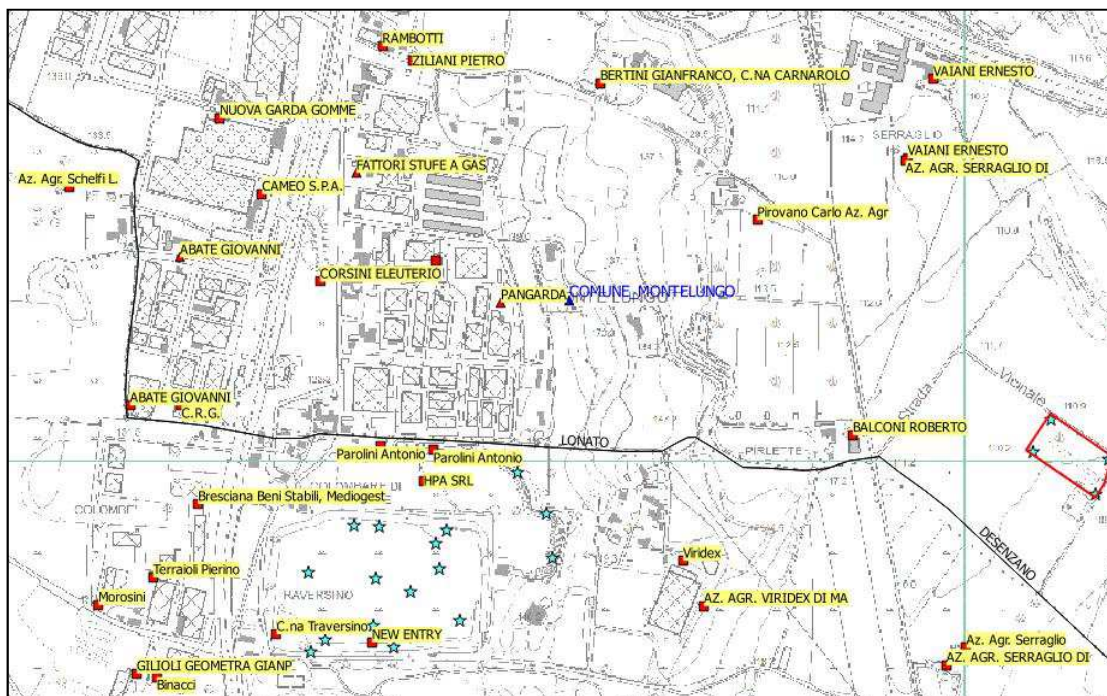 RAMBOTTI
ZILIANI PIETRO
BERTINI GIANFRANCO, C.NA CARNAROLO
VAIANI ERNESTO
NUOVA GARDA GOMME
SERRAGLIO
VAIANI ERNESTO
AZ. AGR. SERRAGLIO DI
FATTORI STUFE A GAS
Az. Agr. Schelfi L.
CAMEO S.P.A.
Pirovano Carlo Az. Agr
ABATE GIOVANNI
CORSINI ELEUTERIO
PANGARDA
COMUNE MONTELUNGO
Vicinale
Strada
ABATE GIOVANNI
C.R.G.
LONATO
BALCONI ROBERTO
PIRLETTE
Parolini Antonio
Parolini Antonio
HPA SRL
COLOMBARE DI
Bresciana Beni Stabili, Mediogest
DESENZANO
Viridex
Terraioli Pierino
RAVERSINO
Morosini
AZ. AGR. VIRIDEX DI MA
C.na Traversino
NEW ENTRY
Az. Agr. Serraglio
AZ. AGR. SERRAGLIO DI
GILIOLI GEOMETRA GIANP
Binacci